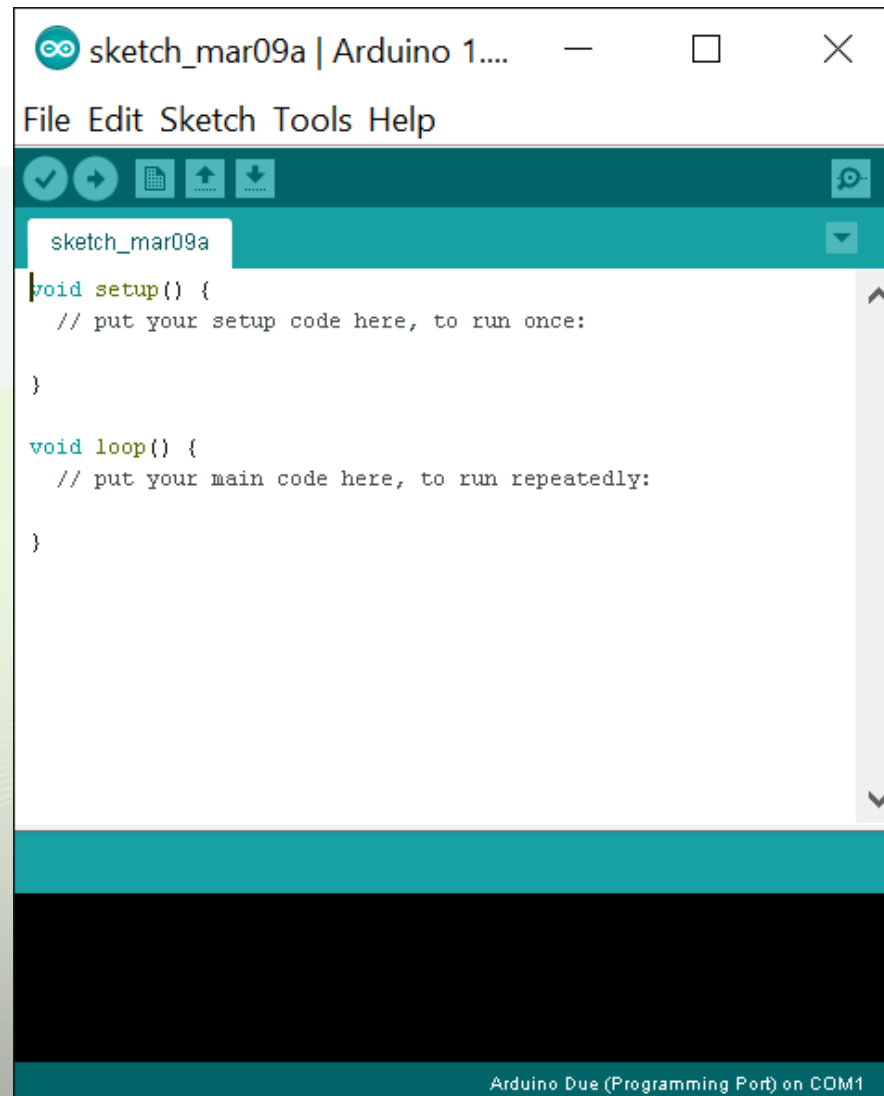 sketch_mar09a | Arduino 1....
File Edit Sketch Tools Help
sketch_mar09a
void setup() {
  // put your setup code here, to run once:
}
void loop() {
  // put your main code here, to run repeatedly:
}
Arduino Due (Programming Port) on COM1